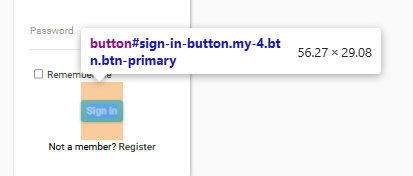 Password
button#sign-in-button.my-4.bt
n.btn-primary
56.27 × 29.08
Remember me
Sign in
Not a member? Register